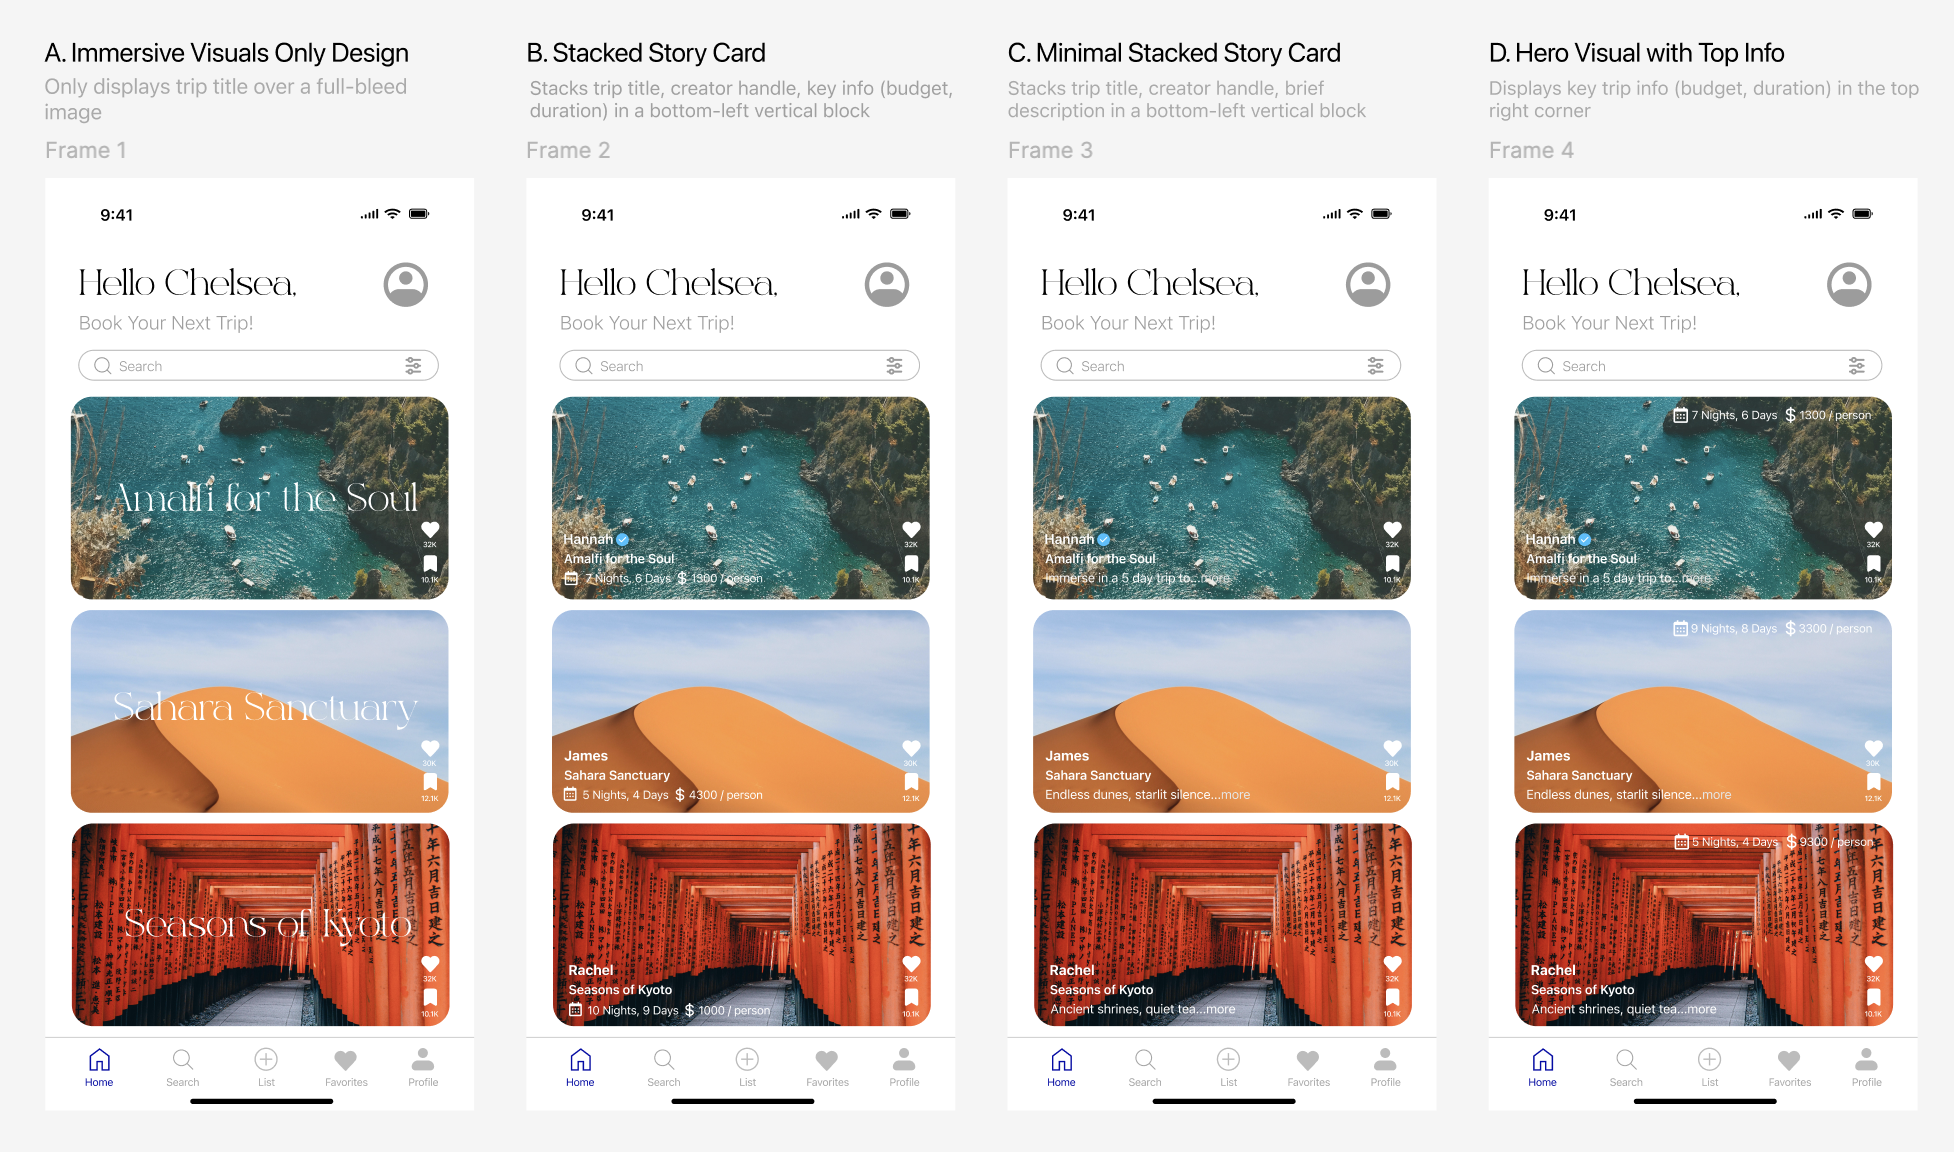 A. Immersive Visuals Only Design
Only displays trip title over a full-bleed
image
Frame 1
9:41
Hello Chelsea,
Book Your Next Trip!
Search
Amalfi for the Soul
32K
10.1K
Sahara Sanctuary
30K
12.1K
Seasons of Kyoto
32K
10.1K
Home Search List Favorites Profile
B. Stacked Story Card
Stacks trip title, creator handle, key info (budget,
duration) in a bottom-left vertical block
Frame 2
9:41
Hello Chelsea,
Book Your Next Trip!
Search
Hannah
Amalfi for the Soul
7 Nights, 6 Days $ 1300 / person
32K
10.1K
James
Sahara Sanctuary
5 Nights, 4 Days $ 4300 / person
30K
12.1K
Rachel
Seasons of Kyoto
10 Nights, 9 Days $ 1000 / person
32K
10.1K
Home Search List Favorites Profile
C. Minimal Stacked Story Card
Stacks trip title, creator handle, brief
description in a bottom-left vertical block
Frame 3
9:41
Hello Chelsea,
Book Your Next Trip!
Search
Hannah
Amalfi for the Soul
Immerse in a 5 day trip to...more
32K
10.1K
James
Sahara Sanctuary
Endless dunes, starlit silence...more
30K
12.1K
Rachel
Seasons of Kyoto
Ancient shrines, quiet tea...more
32K
10.1K
Home Search List Favorites Profile
D. Hero Visual with Top Info
Displays key trip info (budget, duration) in the top
right corner
Frame 4
9:41
Hello Chelsea,
Book Your Next Trip!
Search
7 Nights, 6 Days $ 1300 / person
Hannah
Amalfi for the Soul
Immerse in a 5 day trip to...more
32K
10.1K
9 Nights, 8 Days $ 3300 / person
James
Sahara Sanctuary
Endless dunes, starlit silence...more
30K
12.1K
5 Nights, 4 Days $ 9300 / person
Rachel
Seasons of Kyoto
Ancient shrines, quiet tea...more
32K
10.1K
Home Search List Favorites Profile